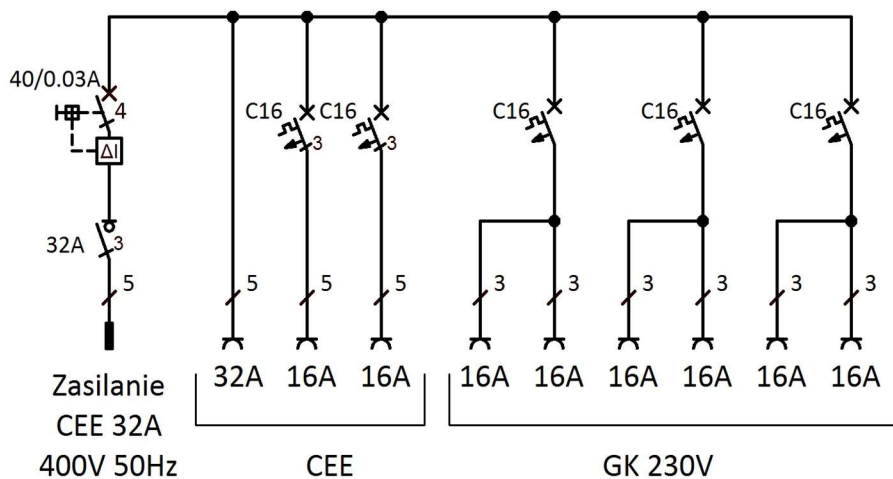 40/0.03A
4
ΔI
32A
3
5
Zasilanie
CEE 32A
400V 50Hz
C16
3
C16
3
5
5
5
32A
16A
16A
CEE
C16
C16
C16
3
3
3
3
3
3
16A
16A
16A
16A
16A
16A
GK 230V